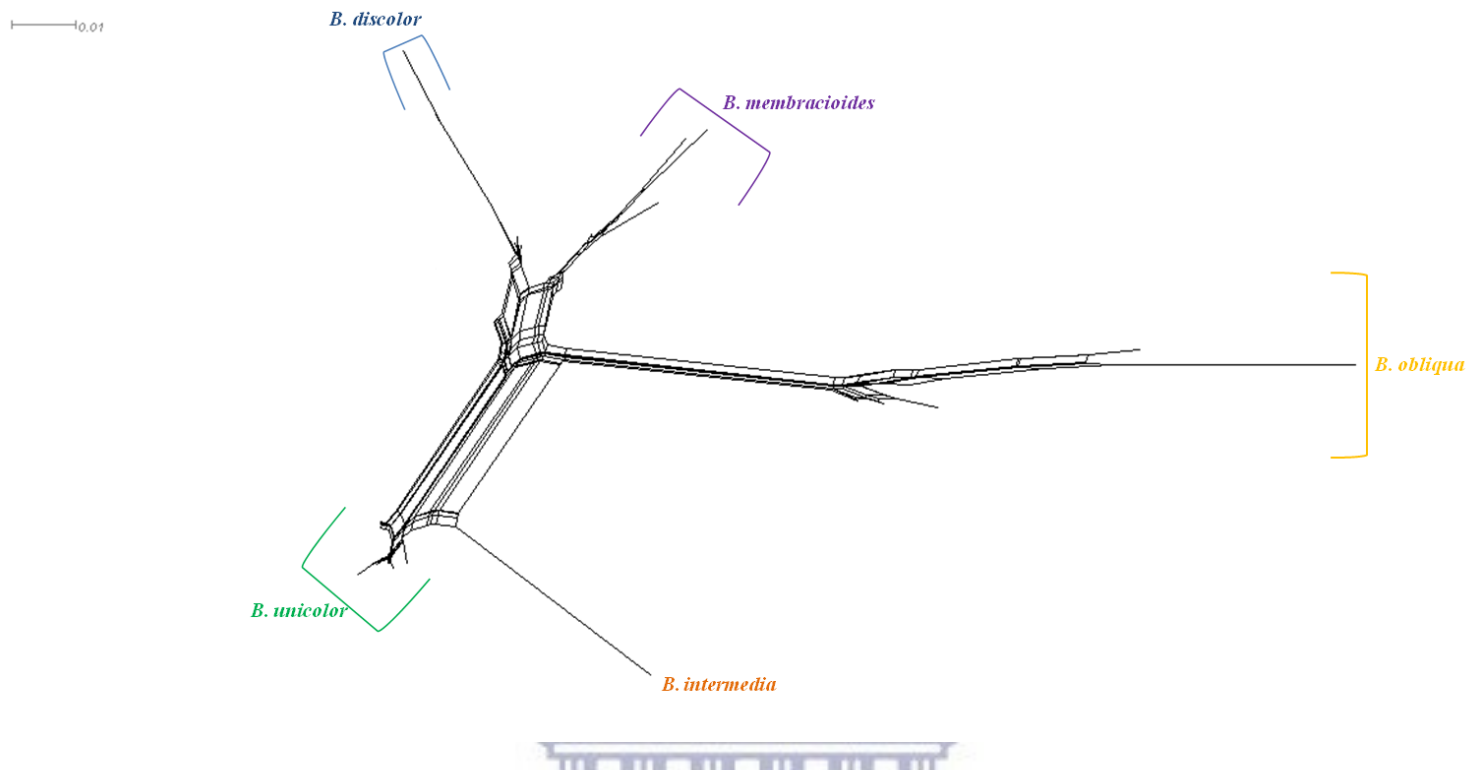 0.01
B. discolor
B. membracioides
B. obliqua
B. unicolor
B. intermedia